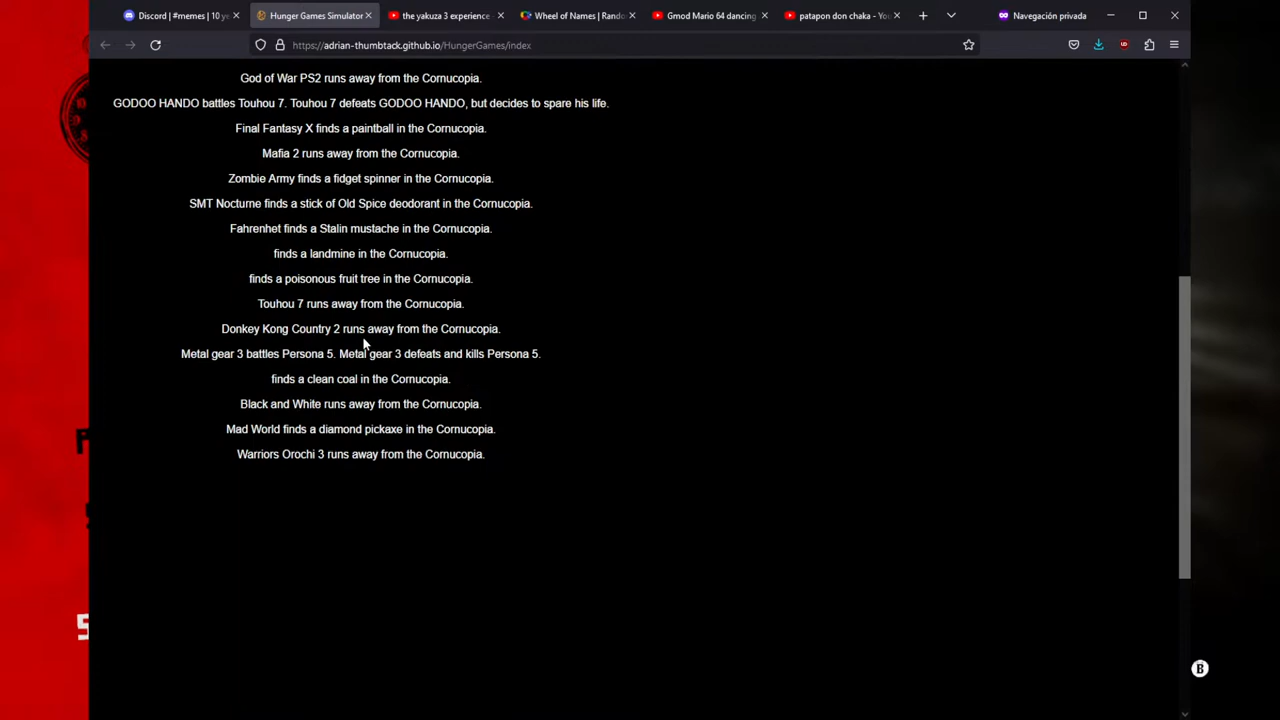 Discord | #memes | 10 ye
Hunger Games Simulator
the yakuza 3 experience -
Wheel of Names | Rando
Gmod Mario 64 dancing
patapon don chaka - You
Navegación privada
https://adrian-thumbtack.github.io/HungerGames/index
God of War PS2 runs away from the Cornucopia.
GODOO HANDO battles Touhou 7. Touhou 7 defeats GODOO HANDO, but decides to spare his life.
Final Fantasy X finds a paintball in the Cornucopia.
Mafia 2 runs away from the Cornucopia.
Zombie Army finds a fidget spinner in the Cornucopia.
SMT Nocturne finds a stick of Old Spice deodorant in the Cornucopia.
Fahrenhet finds a Stalin mustache in the Cornucopia.
finds a landmine in the Cornucopia.
finds a poisonous fruit tree in the Cornucopia.
Touhou 7 runs away from the Cornucopia.
Donkey Kong Country 2 runs away from the Cornucopia.
Metal gear 3 battles Persona 5. Metal gear 3 defeats and kills Persona 5.
finds a clean coal in the Cornucopia.
Black and White runs away from the Cornucopia.
Mad World finds a diamond pickaxe in the Cornucopia.
Warriors Orochi 3 runs away from the Cornucopia.
B